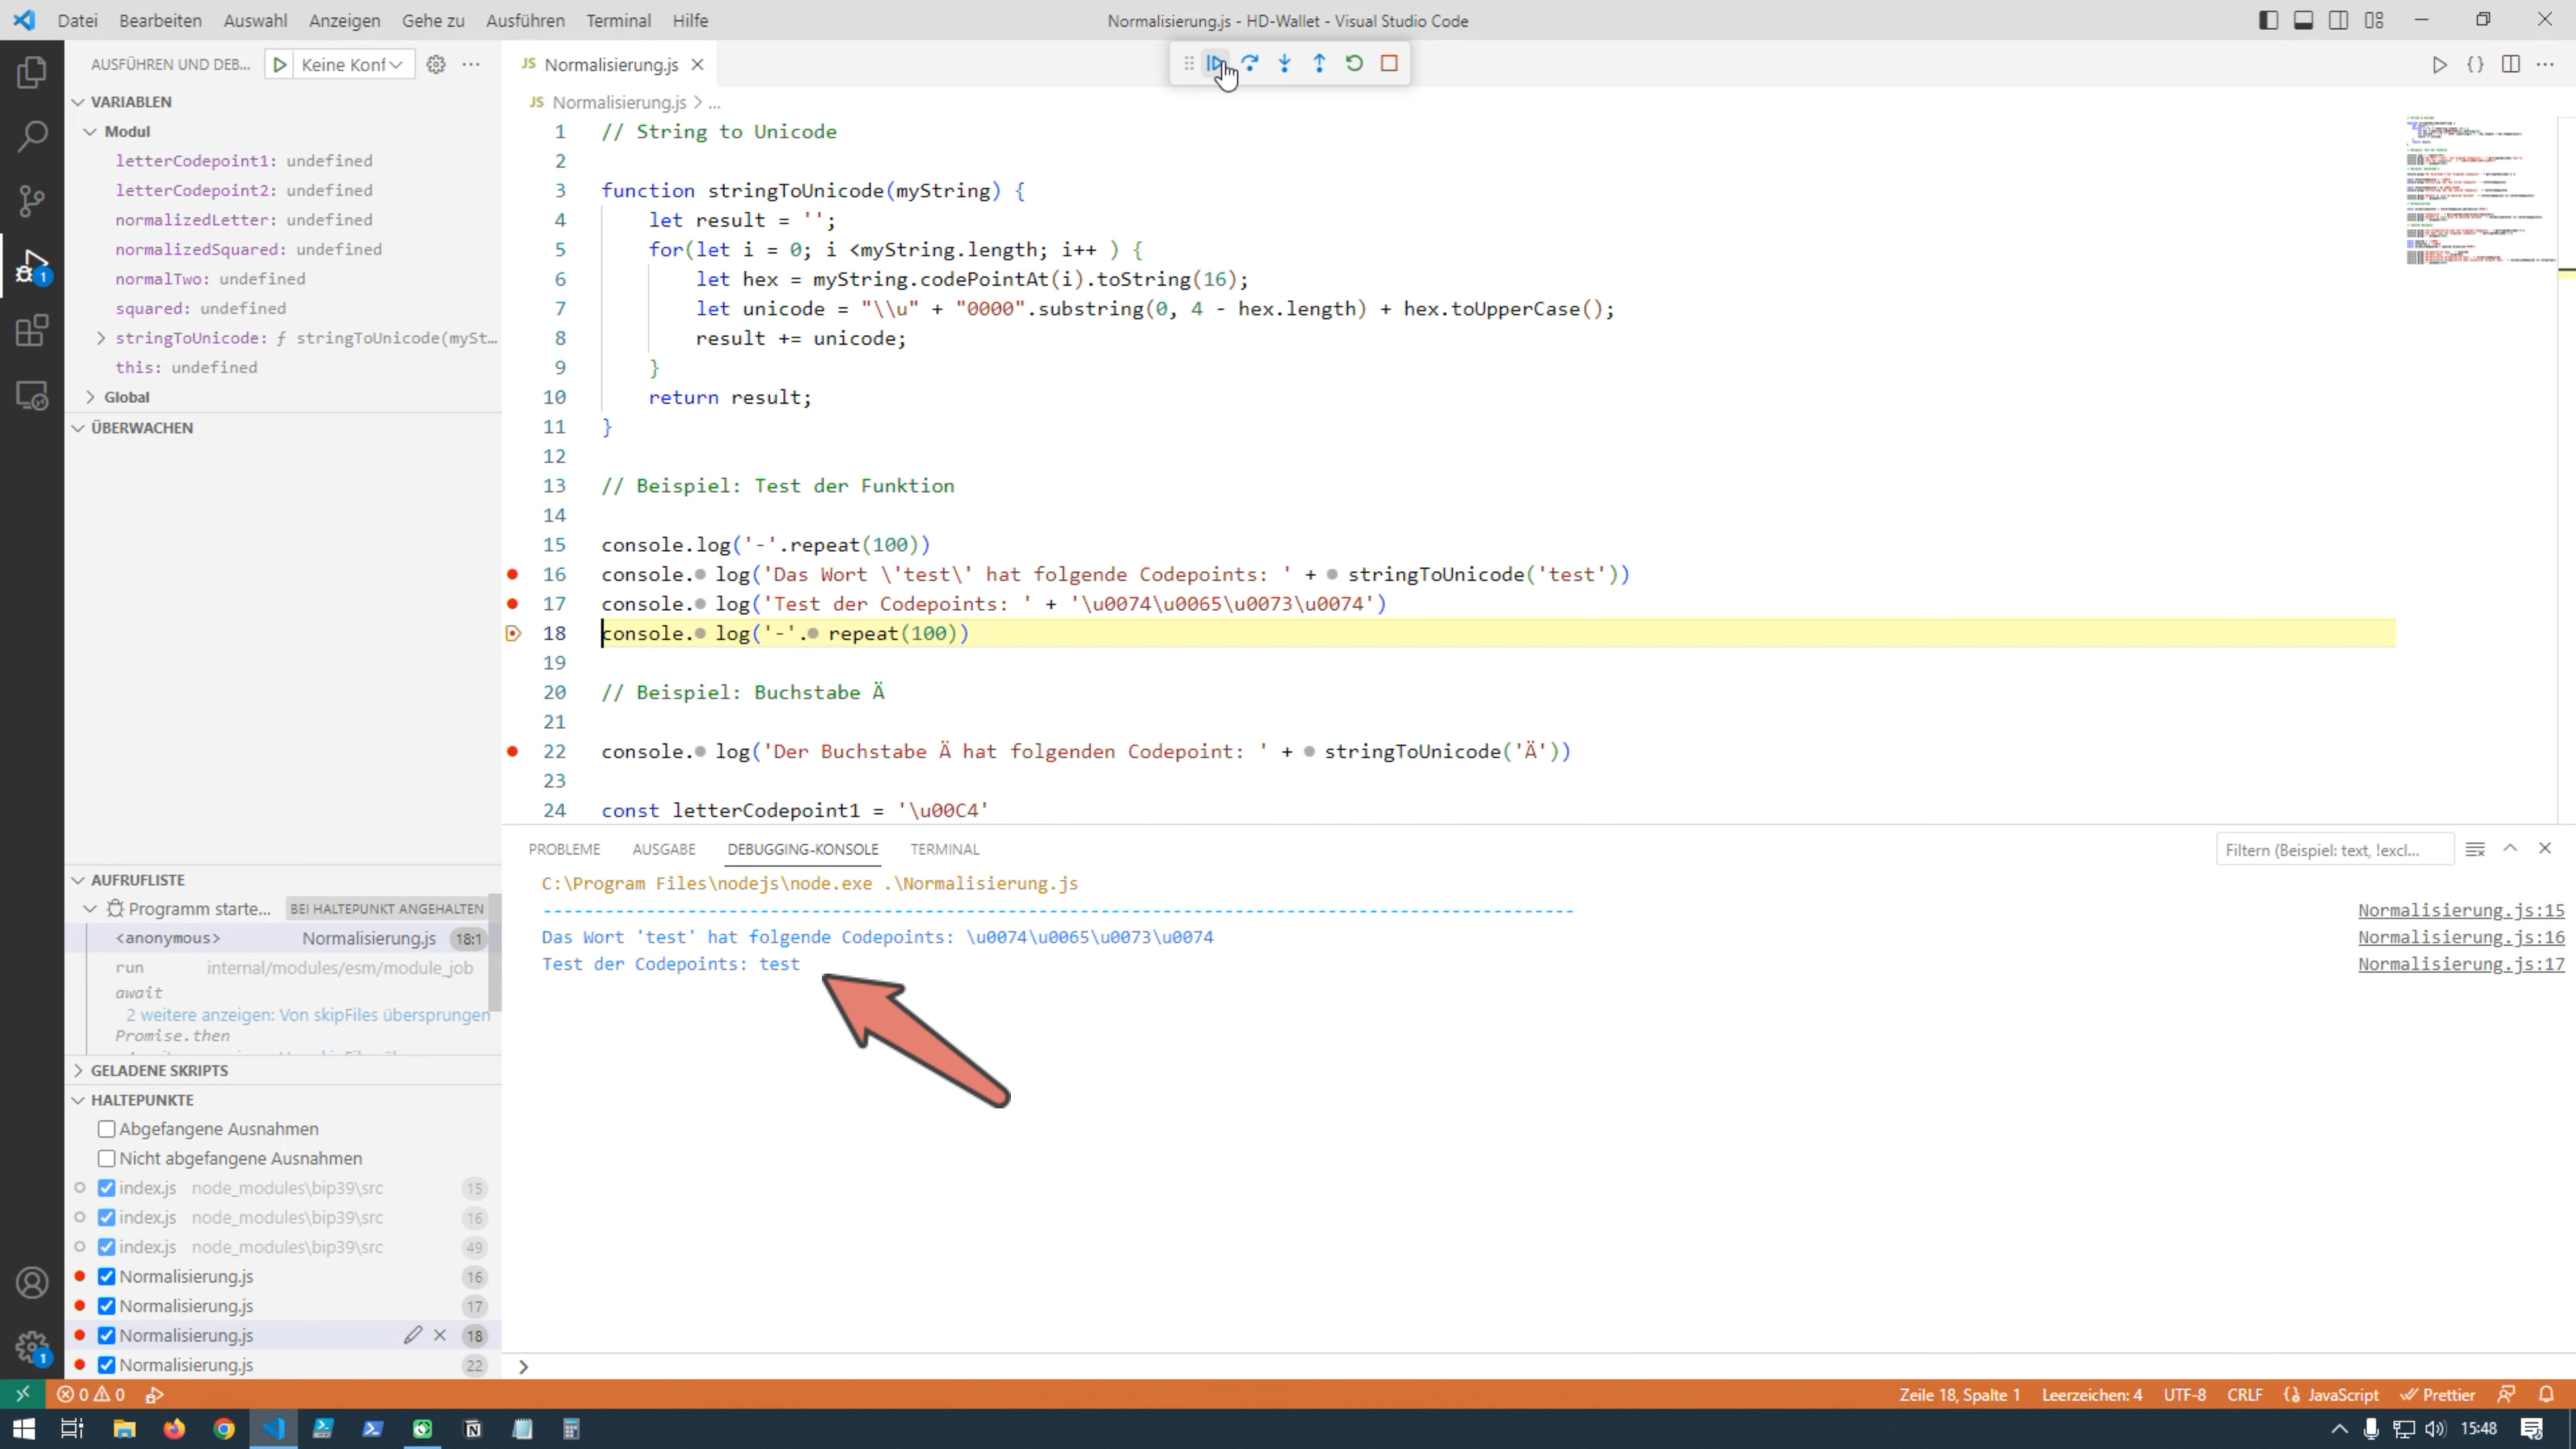 Datei Bearbeiten Auswahl Anzeigen Gehe zu Ausführen Terminal Hilfe
Normalisierung.js - HD-Wallet - Visual Studio Code
AUSFÜHREN UND DEB... Keine Konf
VARIABLEN
Modul
letterCodepoint1: undefined
letterCodepoint2: undefined
normalizedLetter: undefined
normalizedSquared: undefined
normalTwo: undefined
squared: undefined
stringToUnicode: ƒ stringToUnicode(mySt...
this: undefined
Global
ÜBERWACHEN
AUFRUFLISTE
Programm starte... BEI HALTEPUNKT ANGEHALTEN
<anonymous> Normalisierung.js 18:1
run internal/modules/esm/module_job
await
2 weitere anzeigen: Von skipFiles übersprungen
Promise.then
GELADENE SKRIPTS
HALTEPUNKTE
Abgefangene Ausnahmen
Nicht abgefangene Ausnahmen
index.js node_modules\bip39\src 15
index.js node_modules\bip39\src 16
index.js node_modules\bip39\src 49
Normalisierung.js 16
Normalisierung.js 17
Normalisierung.js 18
Normalisierung.js 22
JS Normalisierung.js
JS Normalisierung.js > ...
1 // String to Unicode
2
3 function stringToUnicode(myString) {
4 let result = '';
5 for(let i = 0; i <myString.length; i++ ) {
6 let hex = myString.codePointAt(i).toString(16);
7 let unicode = "\\u" + "0000".substring(0, 4 - hex.length) + hex.toUpperCase();
8 result += unicode;
9 }
10 return result;
11 }
12
13 // Beispiel: Test der Funktion
14
15 console.log('-'.repeat(100))
16 console. log('Das Wort \'test\' hat folgende Codepoints: ' + stringToUnicode('test'))
17 console. log('Test der Codepoints: ' + '\u0074\u0065\u0073\u0074')
18 console. log('-'. repeat(100))
19
20 // Beispiel: Buchstabe Ä
21
22 console. log('Der Buchstabe Ä hat folgenden Codepoint: ' + stringToUnicode('Ä'))
23
24 const letterCodepoint1 = '\u00C4'
PROBLEME AUSGABE DEBUGGING-KONSOLE TERMINAL
Filtern (Beispiel: text, !excl...
C:\Program Files\nodejs\node.exe .\Normalisierung.js
---------------------------------------------------------------------------------------------------- Normalisierung.js:15
Das Wort 'test' hat folgende Codepoints: \u0074\u0065\u0073\u0074 Normalisierung.js:16
Test der Codepoints: test Normalisierung.js:17
0 0
Zeile 18, Spalte 1 Leerzeichen: 4 UTF-8 CRLF JavaScript Prettier
15:48